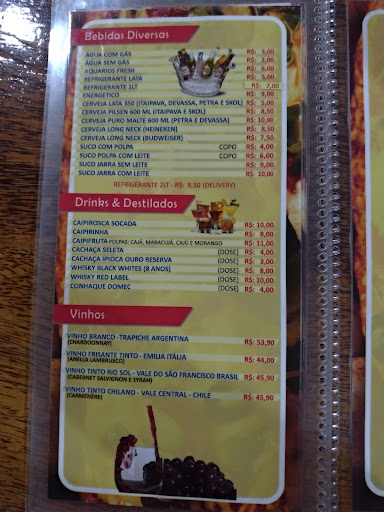 Bebidas Diversas
ÁGUA COM GÁS R$: 3,00
ÁGUA SEM GÁS R$: 2,00
AQUARIOS FRESH R$: 6,00
REFRIGERANTE LATA R$: 5,00
REFRIGERANTE 1LT R$: 7,00
ENERGETICO R$: 9,00
CERVEJA LATA 350 (ITAIPAVA, DEVASSA, PETRA E SKOL) R$: 5,00
CERVEJA PILSEN 600 ML (ITAIPAVA E SKOL) R$: 8,50
CERVEJA PURO MALTE 600 ML (PETRA E DEVASSA) R$: 10,00
CERVEJA LONG NECK (HEINEKEN) R$: 8,50
CERVEJA LONG NECK (BUDWEISER) R$: 7,50
SUCO COM POLPA COPO R$: 4,00
SUCO POLPA COM LEITE COPO R$: 6,00
SUCO JARRA SEM LEITE R$: 9,00
SUCO JARRA COM LEITE R$: 10,00
REFRIGERANTE 2LT - R$: 8,50 (DELIVERY)
Drinks & Destilados
CAIPIROSCA SOCADA R$: 10,00
CAIPIRINHA R$: 8,00
CAIPIFRUTA POLPAS: CAJÁ, MARACUJÁ, CAJÚ E MORANGO R$: 11,00
CACHAÇA SELETA (DOSE) R$: 4,00
CACHAÇA IPIOCA OURO RESERVA (DOSE) R$: 3,00
WHISKY BLACK WHITES (8 ANOS) (DOSE) R$: 8,00
WHISKY RED LABEL (DOSE) R$: 10,00
CONHAQUE DOMEC (DOSE) R$: 4,00
Vinhos
VINHO BRANCO -TRAPICHE ARGENTINA R$: 53,90
(CHARDONNAY)
VINHO FRISANTE TINTO - EMILIA ITÁLIA R$: 44,00
(ANELLA LAMBRUSCO)
VINHO TINTO RIO SOL - VALE DO SÃO FRANCISCO BRASIL R$: 45,90
(CABERNET SALVIGNON E SYRAH)
VINHO TINTO CHILANO - VALE CENTRAL - CHILE R$: 45,90
(CARMÉNÈRE)